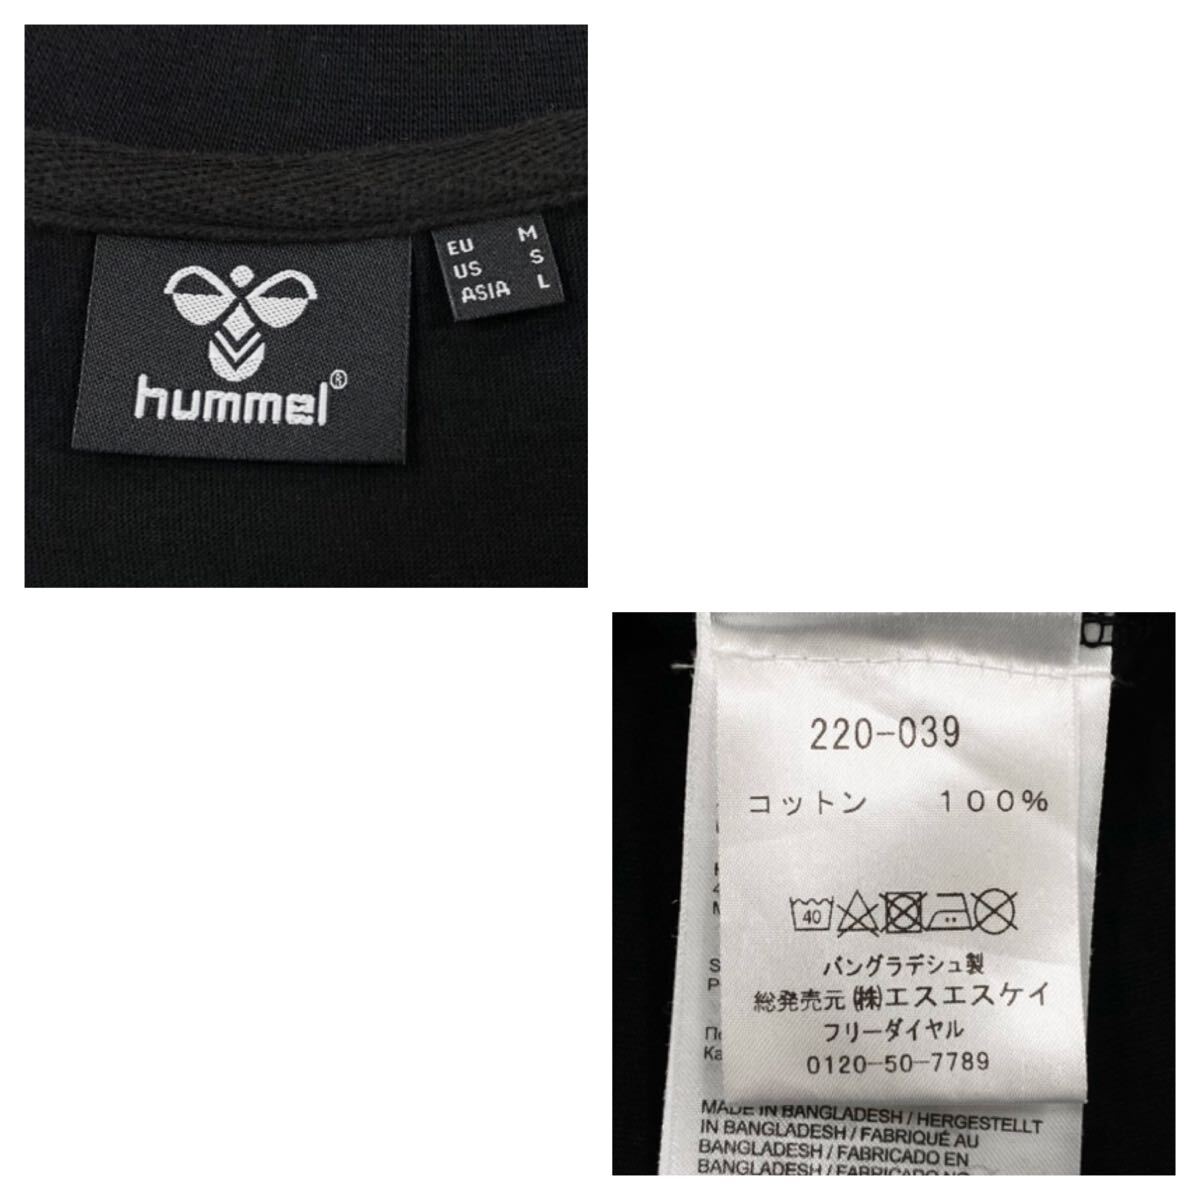 EU M
US S
ASIA L
hummel®
220-039
コットン 100%
40
バングラデシュ製
総発売元 ㈱エスエスケイ
フリーダイヤル
0120-50-7789
MADE IN BANGLADESH / HERGESTELLT
IN BANGLADESH / FABRIQUÉ AU
BANGLADESH / FABRICADO EN
BANGLADESH / FABRICADO NO